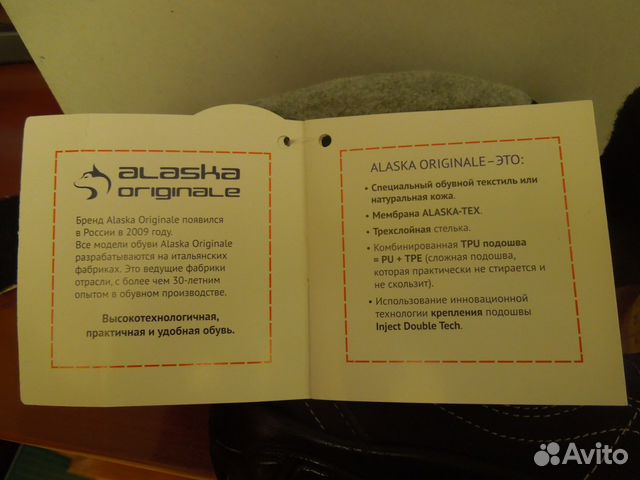 alaska
originale
Бренд Alaska Originale появился
в России в 2009 году.
Все модели обуви Alaska Originale
разрабатываются на итальянских
фабриках. Это ведущие фабрики
отрасли, с более чем 30-летним
опытом в обувном производстве.
Высокотехнологичная,
практичная и удобная обувь.
ALASKA ORIGINALE – ЭТО:
• Специальный обувной текстиль или
натуральная кожа.
• Мембрана ALASKA-TEX.
• Трехслойная стелька.
• Комбинированная TPU подошва
= PU + TPE (сложная подошва,
которая практически не стирается и
не скользит).
• Использование инновационной
технологии крепления подошвы
Inject Double Tech.
Avito